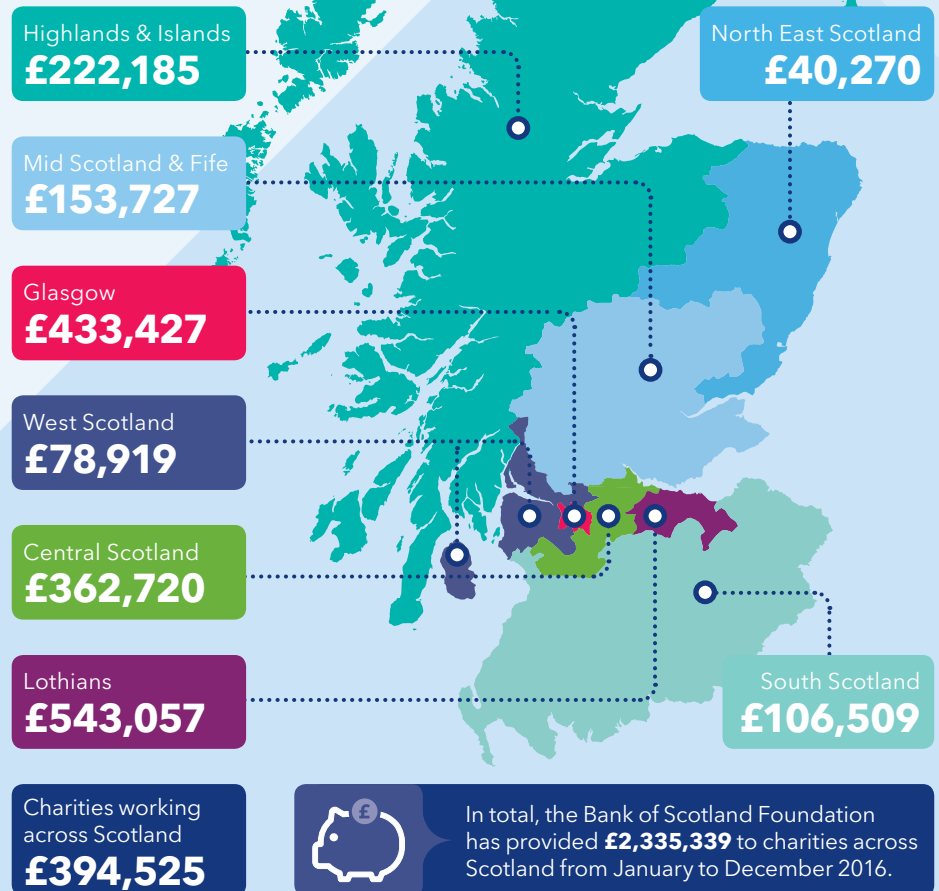 Highlands & Islands
£222,185
North East Scotland
£40,270
Mid Scotland & Fife
£153,727
Glasgow
£433,427
West Scotland
£78,919
Central Scotland
£362,720
Lothians
£543,057
South Scotland
£106,509
Charities working
across Scotland
£394,525
£
In total, the Bank of Scotland Foundation
has provided £2,335,339 to charities across
Scotland from January to December 2016.